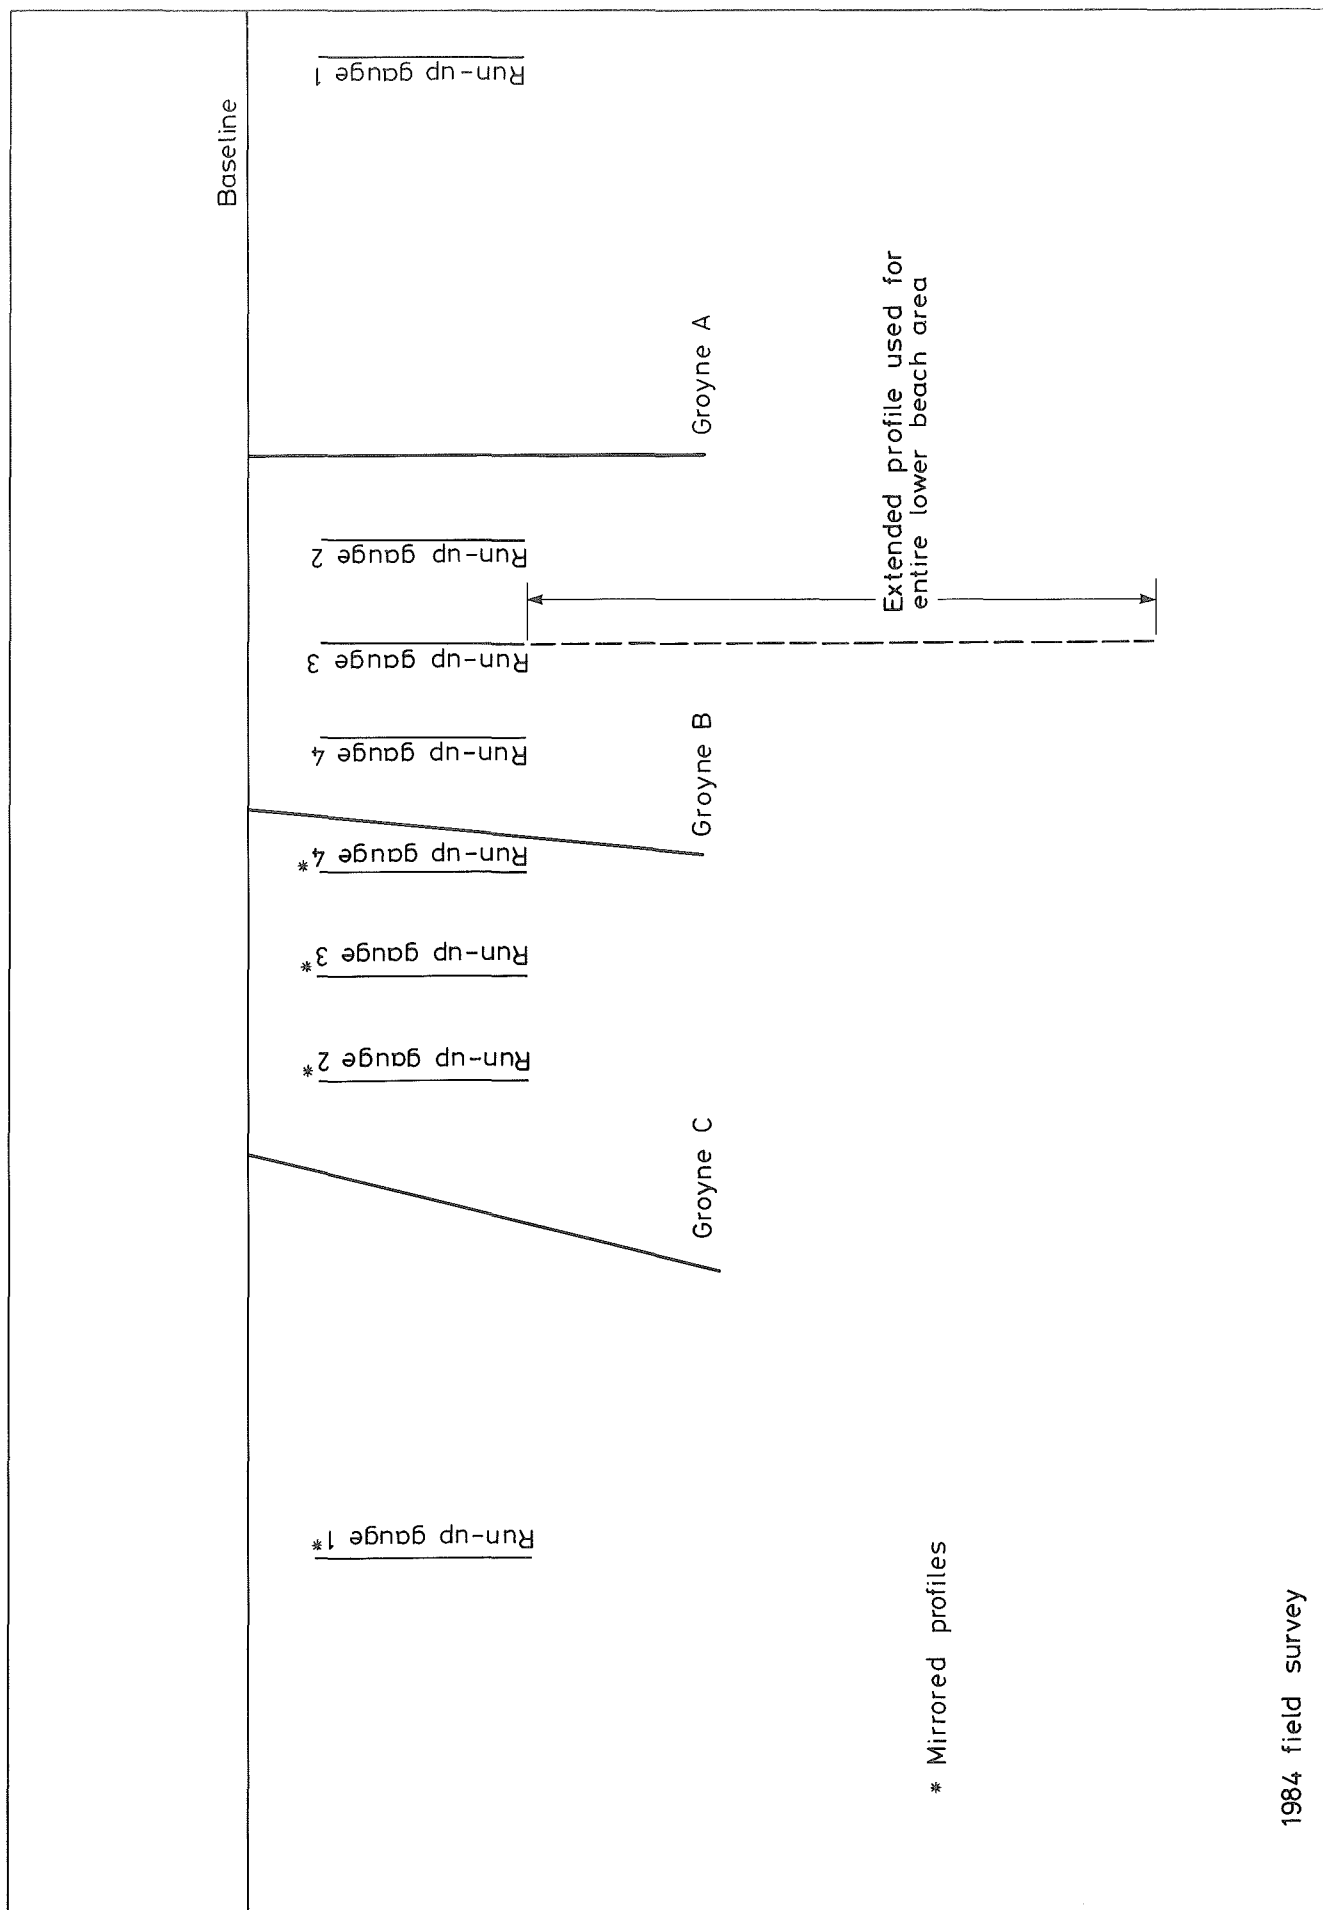 Baseline
Run-up gauge 1*
Run-up gauge 2*
Run-up gauge 3*
Run-up gauge 4*
Run-up gauge 4
Run-up gauge 3
Run-up gauge 2
Run-up gauge 1
Groyne C
Groyne B
Groyne A
Extended profile used for
entire lower beach area
* Mirrored profiles
1984 field survey